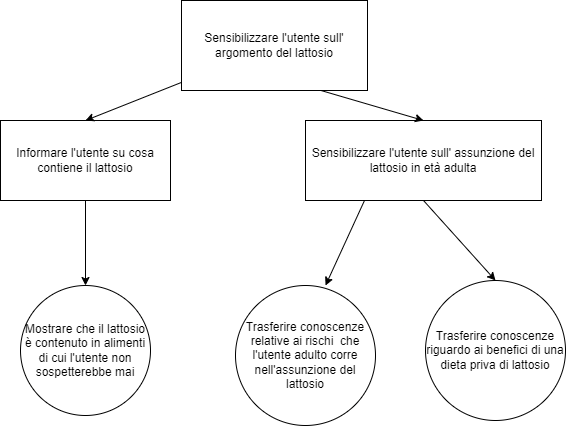 Sensibilizzare l'utente sull'
argomento del lattosio
Informare l'utente su cosa
contiene il lattosio
Sensibilizzare l'utente sull' assunzione del
lattosio in età adulta
Mostrare che il lattosio
è contenuto in alimenti
di cui l'utente non
sospetterebbe mai
Trasferire conoscenze
relative ai rischi che
l'utente adulto corre
nell'assunzione del
lattosio
Trasferire conoscenze
riguardo ai benefici di una
dieta priva di lattosio